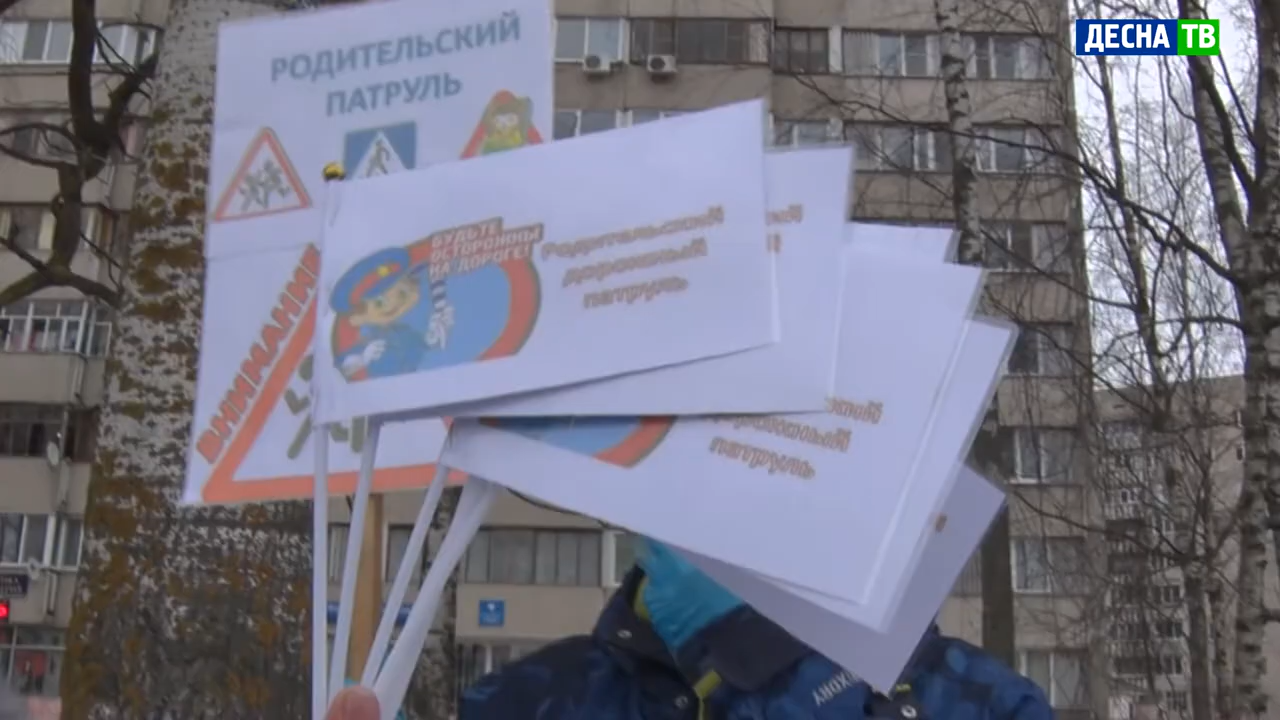 ДЕСНА ТВ
РОДИТЕЛЬСКИЙ
ПАТРУЛЬ
ВНИМАНИЕ
БУДЬТЕ
ОСТОРОЖНЫ
НА ДОРОГЕ!
Родительский
дорожный
патруль
патруль